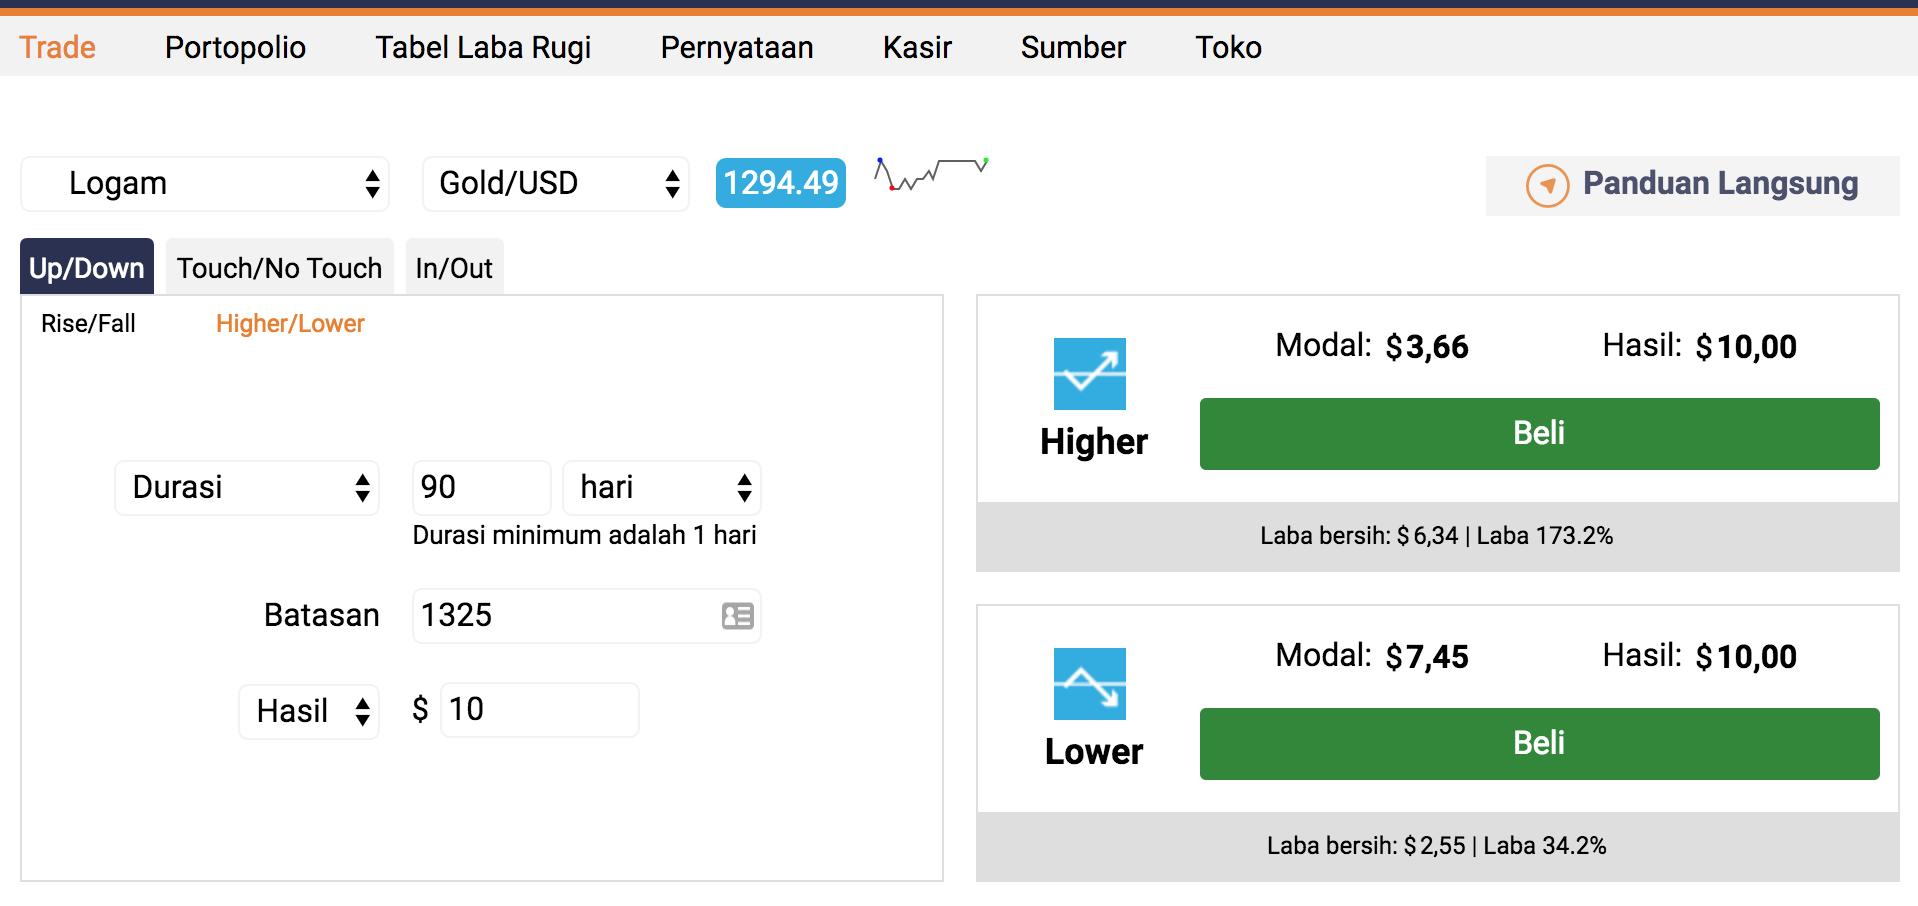 Trade Portopolio Tabel Laba Rugi Pernyataan Kasir Sumber Toko
Logam Gold/USD 1294.49 Panduan Langsung
Up/Down Touch/No Touch In/Out
Rise/Fall Higher/Lower
Durasi 90 hari
Durasi minimum adalah 1 hari
Batasan 1325
Hasil $ 10
Modal: $3,66 Hasil: $10,00
Higher Beli
Laba bersih: $6,34 | Laba 173.2%
Modal: $7,45 Hasil: $10,00
Lower Beli
Laba bersih: $2,55 | Laba 34.2%